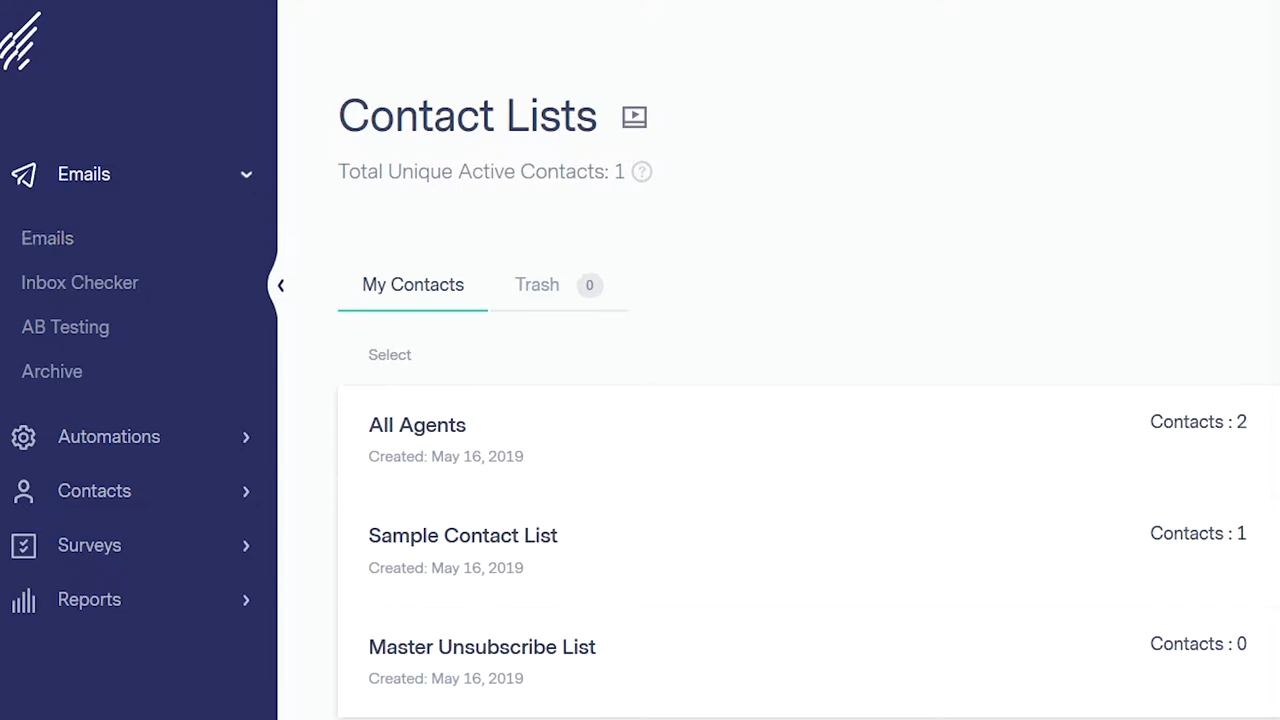 Emails
Emails
Inbox Checker
AB Testing
Archive
Automations
Contacts
Surveys
Reports
Contact Lists
Total Unique Active Contacts: 1 ?
My Contacts
Trash 0
Select
All Agents
Contacts : 2
Created: May 16, 2019
Sample Contact List
Contacts : 1
Created: May 16, 2019
Master Unsubscribe List
Contacts : 0
Created: May 16, 2019